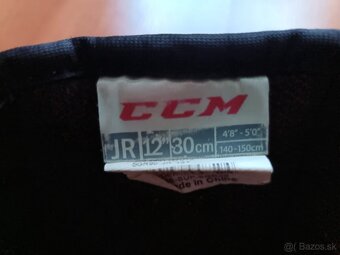 CCM
JR 12" 30cm 4'8" - 5'0"
140-150cm
Made in China
Bazos.sk